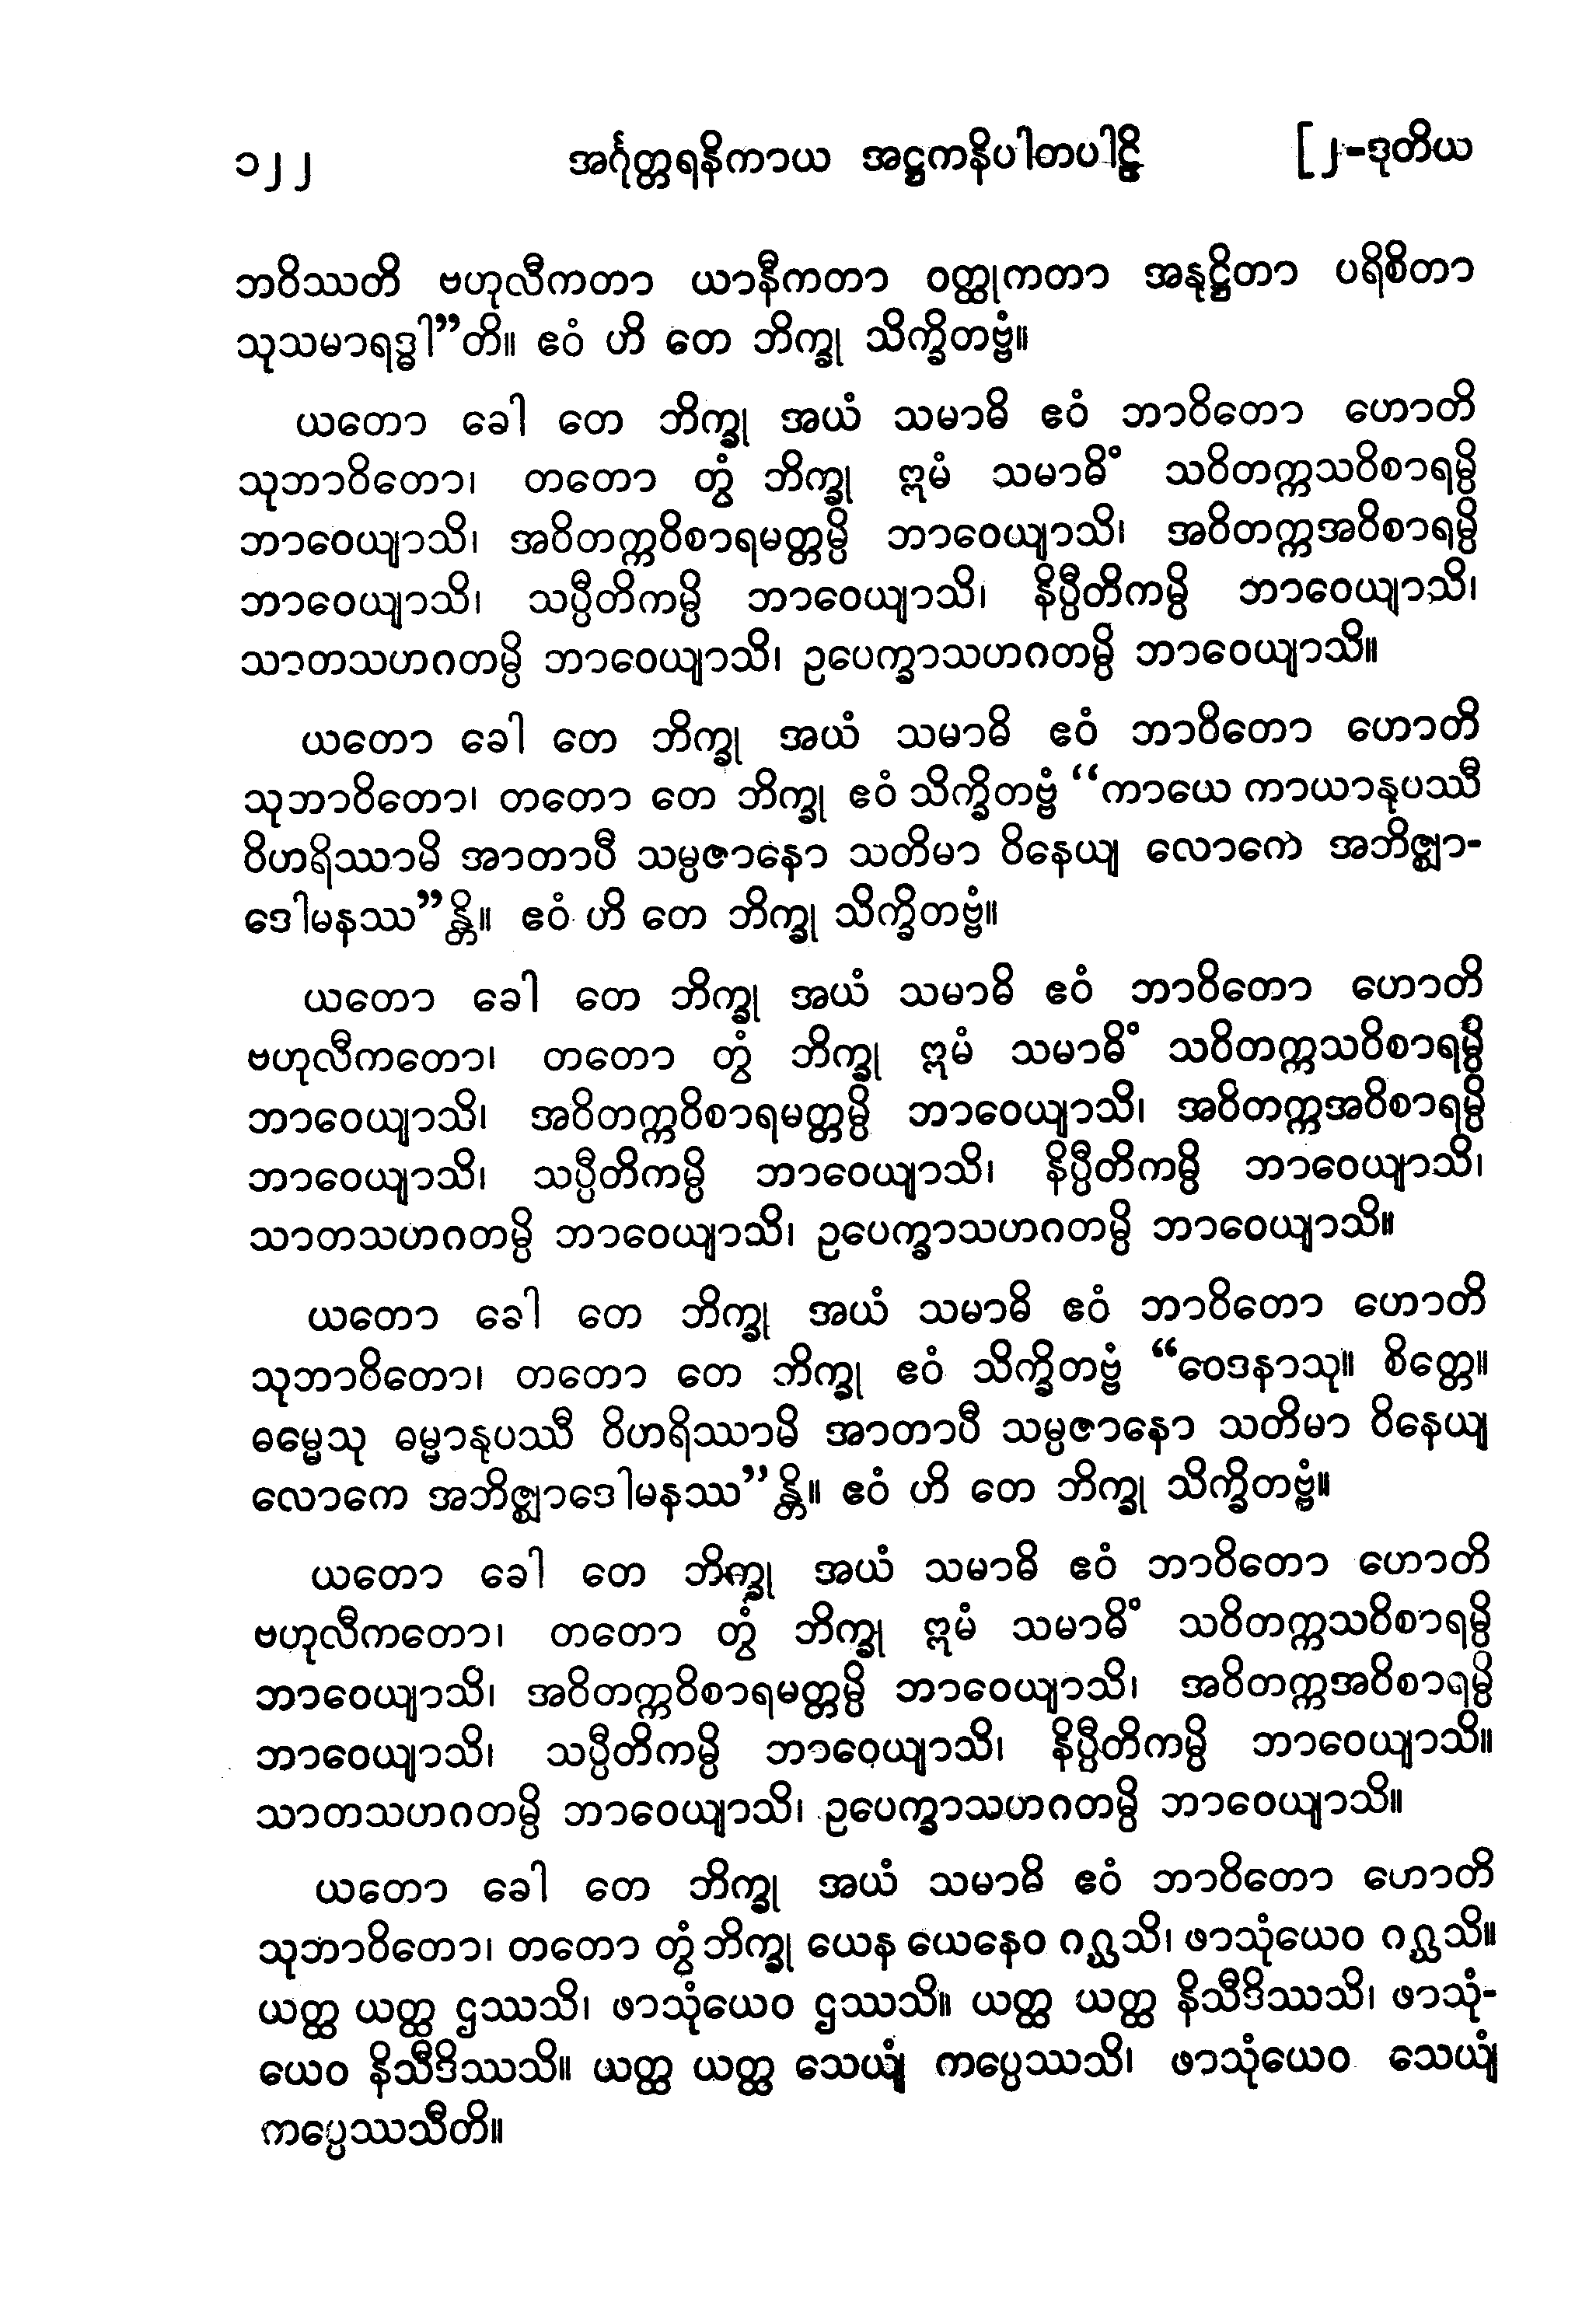 ၁၂၂ အင်္ဂုတ္တရနိကာယ အဋ္ဌကနိပါတပါဠိ [၂-ဒုတိယ
ဘဝိဿတိ ဗဟုလီကတာ ယာနီကတာ ဝတ္ထုကတာ အနုဋ္ဌိတာ ပရိစိတာ
သုသမာရဒ္ဓါ”တိ။ ဧဝံ ဟိ တေ ဘိက္ခု သိက္ခိတဗ္ဗံ။
ယတော ခေါ တေ ဘိက္ခု အယံ သမာဓိ ဧဝံ ဘာဝိတော ဟောတိ
သုဘာဝိတော၊ တတော တွံ ဘိက္ခု ဣမံ သမာဓိံ သဝိတက္ကသဝိစာရမ္ပိ
ဘာဝေယျာသိ၊ အဝိတက္ကဝိစာရမတ္တမ္ပိ ဘာဝေယျာသိ၊ အဝိတက္ကအဝိစာရမ္ပိ
ဘာဝေယျာသိ၊ သပ္ပီတိကမ္ပိ ဘာဝေယျာသိ၊ နိပ္ပီတိကမ္ပိ ဘာဝေယျာသိ၊
သာတသဟဂတမ္ပိ ဘာဝေယျာသိ၊ ဥပေက္ခာသဟဂတမ္ပိ ဘာဝေယျာသိ။
ယတော ခေါ တေ ဘိက္ခု အယံ သမာဓိ ဧဝံ ဘာဝိတော ဟောတိ
သုဘာဝိတော၊ တတော တေ ဘိက္ခု ဧဝံ သိက္ခိတဗ္ဗံ “ကာယေ ကာယာနုပဿီ
ဝိဟရိဿာမိ အာတာပီ သမ္ပဇာနော သတိမာ ဝိနေယျ လောကေ အဘိဇ္ဈာ-
ဒေါမနဿ”န္တိ။ ဧဝံ ဟိ တေ ဘိက္ခု သိက္ခိတဗ္ဗံ။
ယတော ခေါ တေ ဘိက္ခု အယံ သမာဓိ ဧဝံ ဘာဝိတော ဟောတိ
ဗဟုလီကတော၊ တတော တွံ ဘိက္ခု ဣမံ သမာဓိံ သဝိတက္ကသဝိစာရမ္ပိ
ဘာဝေယျာသိ၊ အဝိတက္ကဝိစာရမတ္တမ္ပိ ဘာဝေယျာသိ၊ အဝိတက္ကအဝိစာရမ္ပိ
ဘာဝေယျာသိ၊ သပ္ပီတိကမ္ပိ ဘာဝေယျာသိ၊ နိပ္ပီတိကမ္ပိ ဘာဝေယျာသိ၊
သာတသဟဂတမ္ပိ ဘာဝေယျာသိ၊ ဥပေက္ခာသဟဂတမ္ပိ ဘာဝေယျာသိ။
ယတော ခေါ တေ ဘိက္ခု အယံ သမာဓိ ဧဝံ ဘာဝိတော ဟောတိ
သုဘာဝိတော၊ တတော တေ ဘိက္ခု ဧဝံ သိက္ခိတဗ္ဗံ “ဝေဒနာသု။ စိတ္တေ။
ဓမ္မေသု ဓမ္မာနုပဿီ ဝိဟရိဿာမိ အာတာပီ သမ္ပဇာနော သတိမာ ဝိနေယျ
လောကေ အဘိဇ္ဈာဒေါမနဿ”န္တိ။ ဧဝံ ဟိ တေ ဘိက္ခု သိက္ခိတဗ္ဗံ။
ယတော ခေါ တေ ဘိက္ခု အယံ သမာဓိ ဧဝံ ဘာဝိတော ဟောတိ
ဗဟုလီကတော၊ တတော တွံ ဘိက္ခု ဣမံ သမာဓိံ သဝိတက္ကသဝိစာရမ္ပိ
ဘာဝေယျာသိ၊ အဝိတက္ကဝိစာရမတ္တမ္ပိ ဘာဝေယျာသိ၊ အဝိတက္ကအဝိစာရမ္ပိ
ဘာဝေယျာသိ၊ သပ္ပီတိကမ္ပိ ဘာဝေယျာသိ၊ နိပ္ပီတိကမ္ပိ ဘာဝေယျာသိ။
သာတသဟဂတမ္ပိ ဘာဝေယျာသိ၊ ဥပေက္ခာသဟဂတမ္ပိ ဘာဝေယျာသိ။
ယတော ခေါ တေ ဘိက္ခု အယံ သမာဓိ ဧဝံ ဘာဝိတော ဟောတိ
သုဘာဝိတော၊ တတော တွံ ဘိက္ခု ယေန ယေနေဝ ဂဂ္ဃသိ၊ ဖာသုံယေဝ ဂဂ္ဃသိ။
ယတ္ထ ယတ္ထ ဌဿသိ၊ ဖာသုံယေဝ ဌဿသိ။ ယတ္ထ ယတ္ထ နိသီဒိဿသိ၊ ဖာသုံ-
ယေဝ နိသီဒိဿသိ။ ယတ္ထ ယတ္ထ သေယျံ ကပ္ပေဿသိ၊ ဖာသုံယေဝ သေယျံ
ကပ္ပေဿသီတိ။